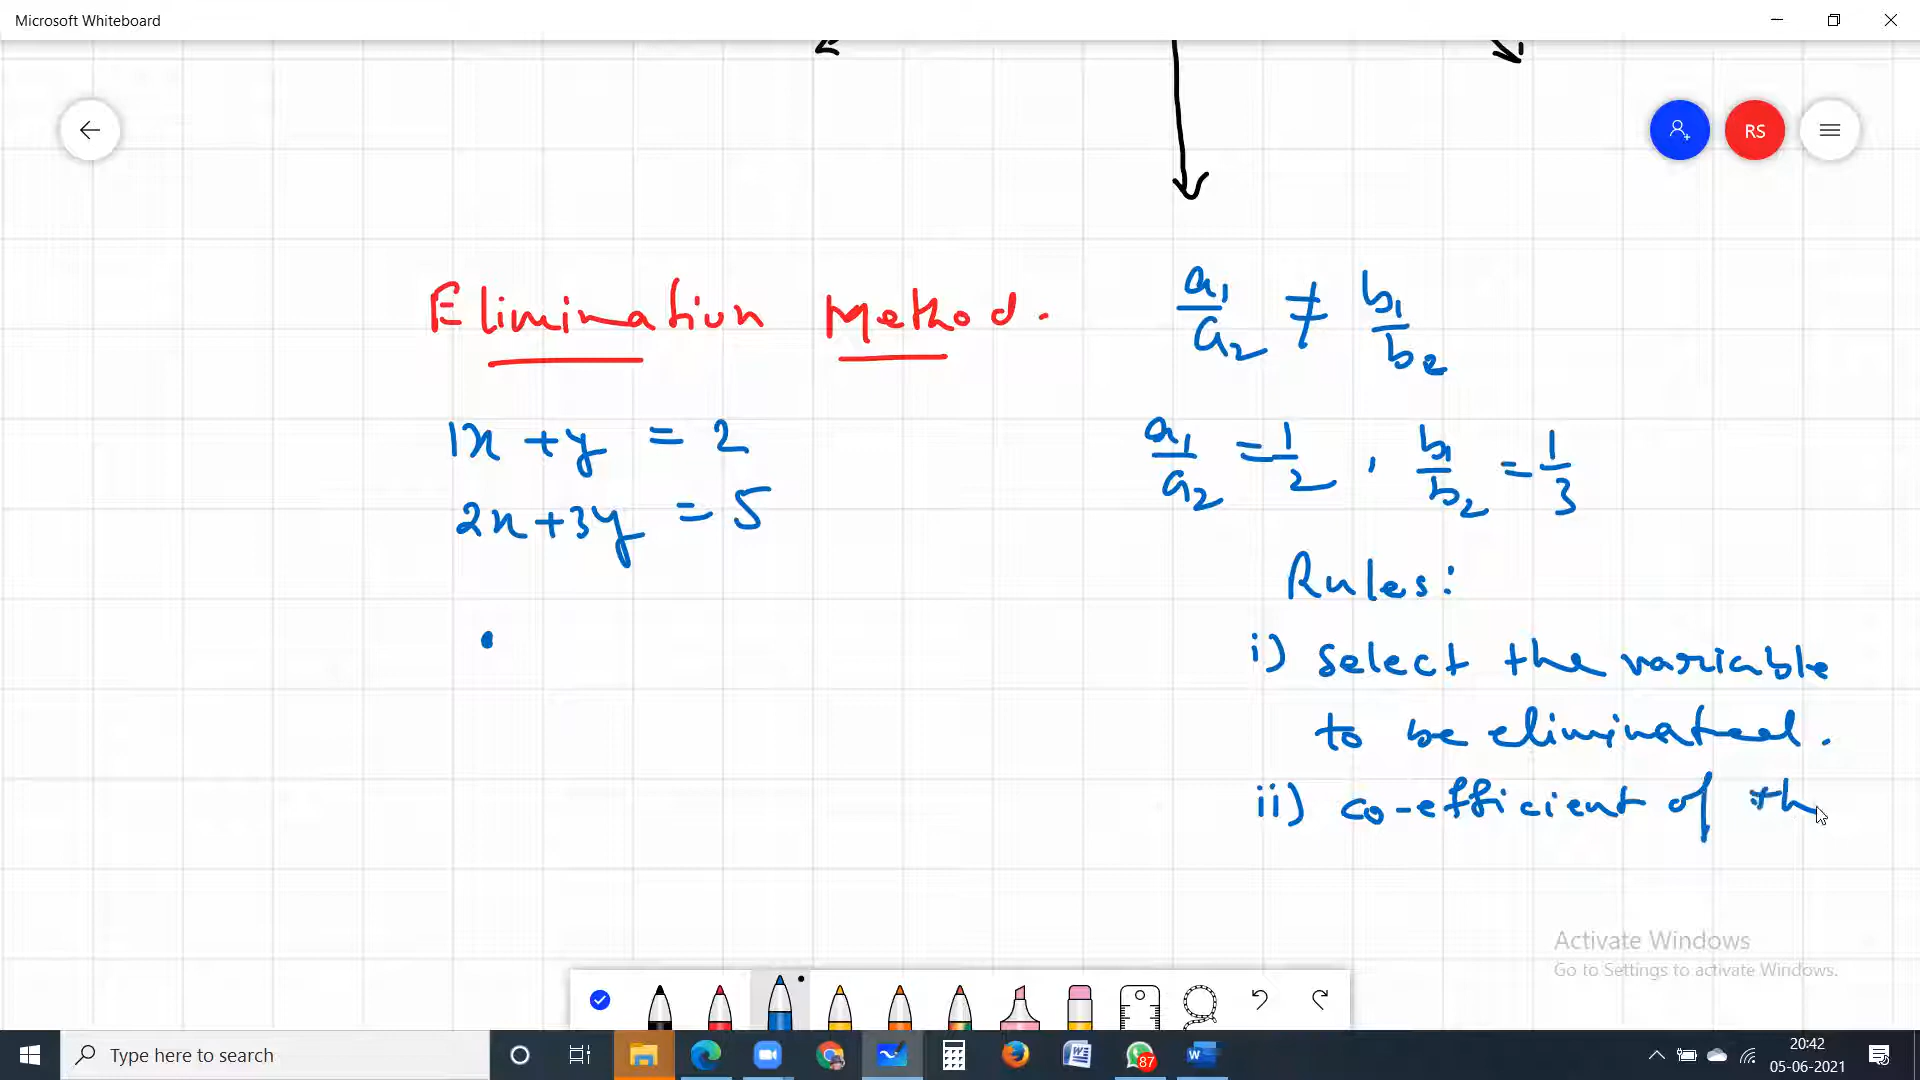 Microsoft Whiteboard
RS
Elimination Method.
a1/a2 ≠ b1/b2
1x + y = 2
2x + 3y = 5
a1/a2 = 1/2 , b1/b2 = 1/3
Rules:
i) select the variable
to be eliminated.
ii) co-efficient of th
Activate Windows
Go to Settings to activate Windows.
Type here to search
87
20:42
05-06-2021